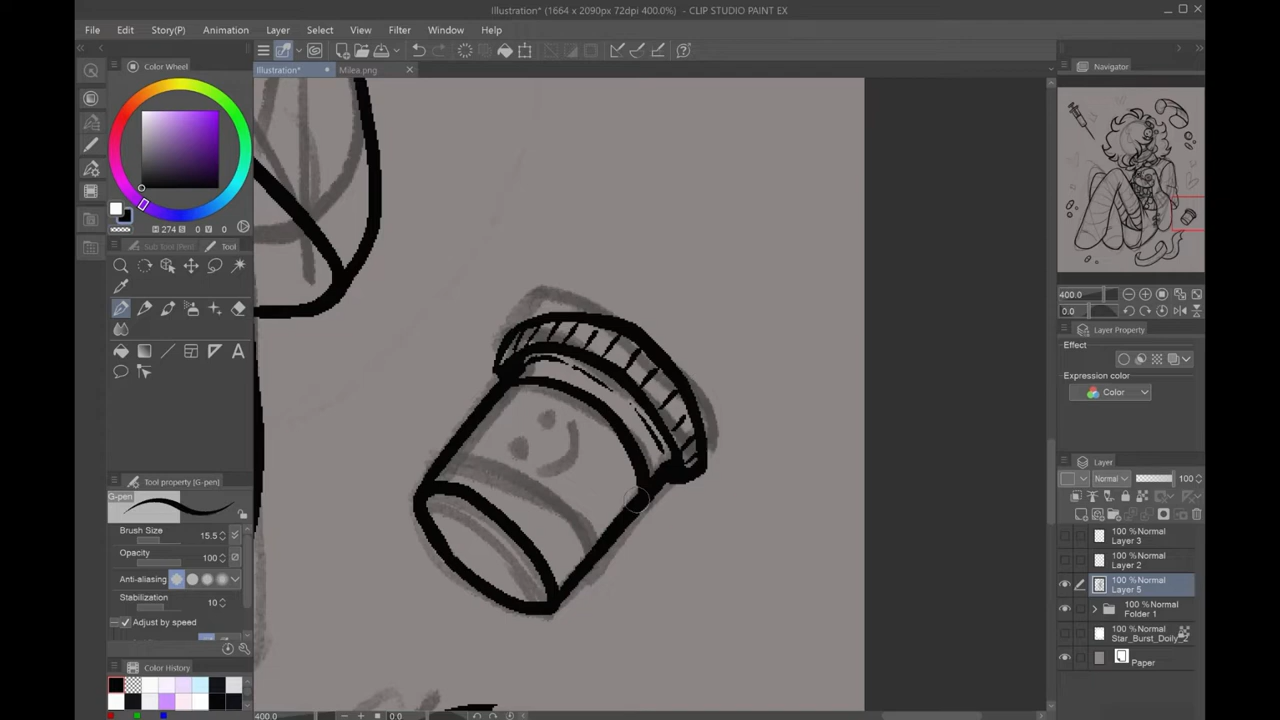 Illustration* (1664 x 2090px 72dpi 400.0%) - CLIP STUDIO PAINT EX
File Edit Story(P) Animation Layer Select View Filter Window Help
Illustration* Milea.png
Color Wheel
H 274 S 0 V 0
Sub Tool (Pen) Tool
A
Tool property (G-pen)
G-pen
Brush Size 15.5
Opacity 100
Anti-aliasing
Stabilization 10
Adjust by speed
Color History
400.0 0.0
Navigator
400.0
0.0
Layer Property
Effect
Expression color
Color
Layer
Normal 100
100 %Normal
Layer 3
100 %Normal
Layer 2
100 %Normal
Layer 5
100 %Normal
Folder 1
100 %Normal
Star_Burst_Doily_2
Paper